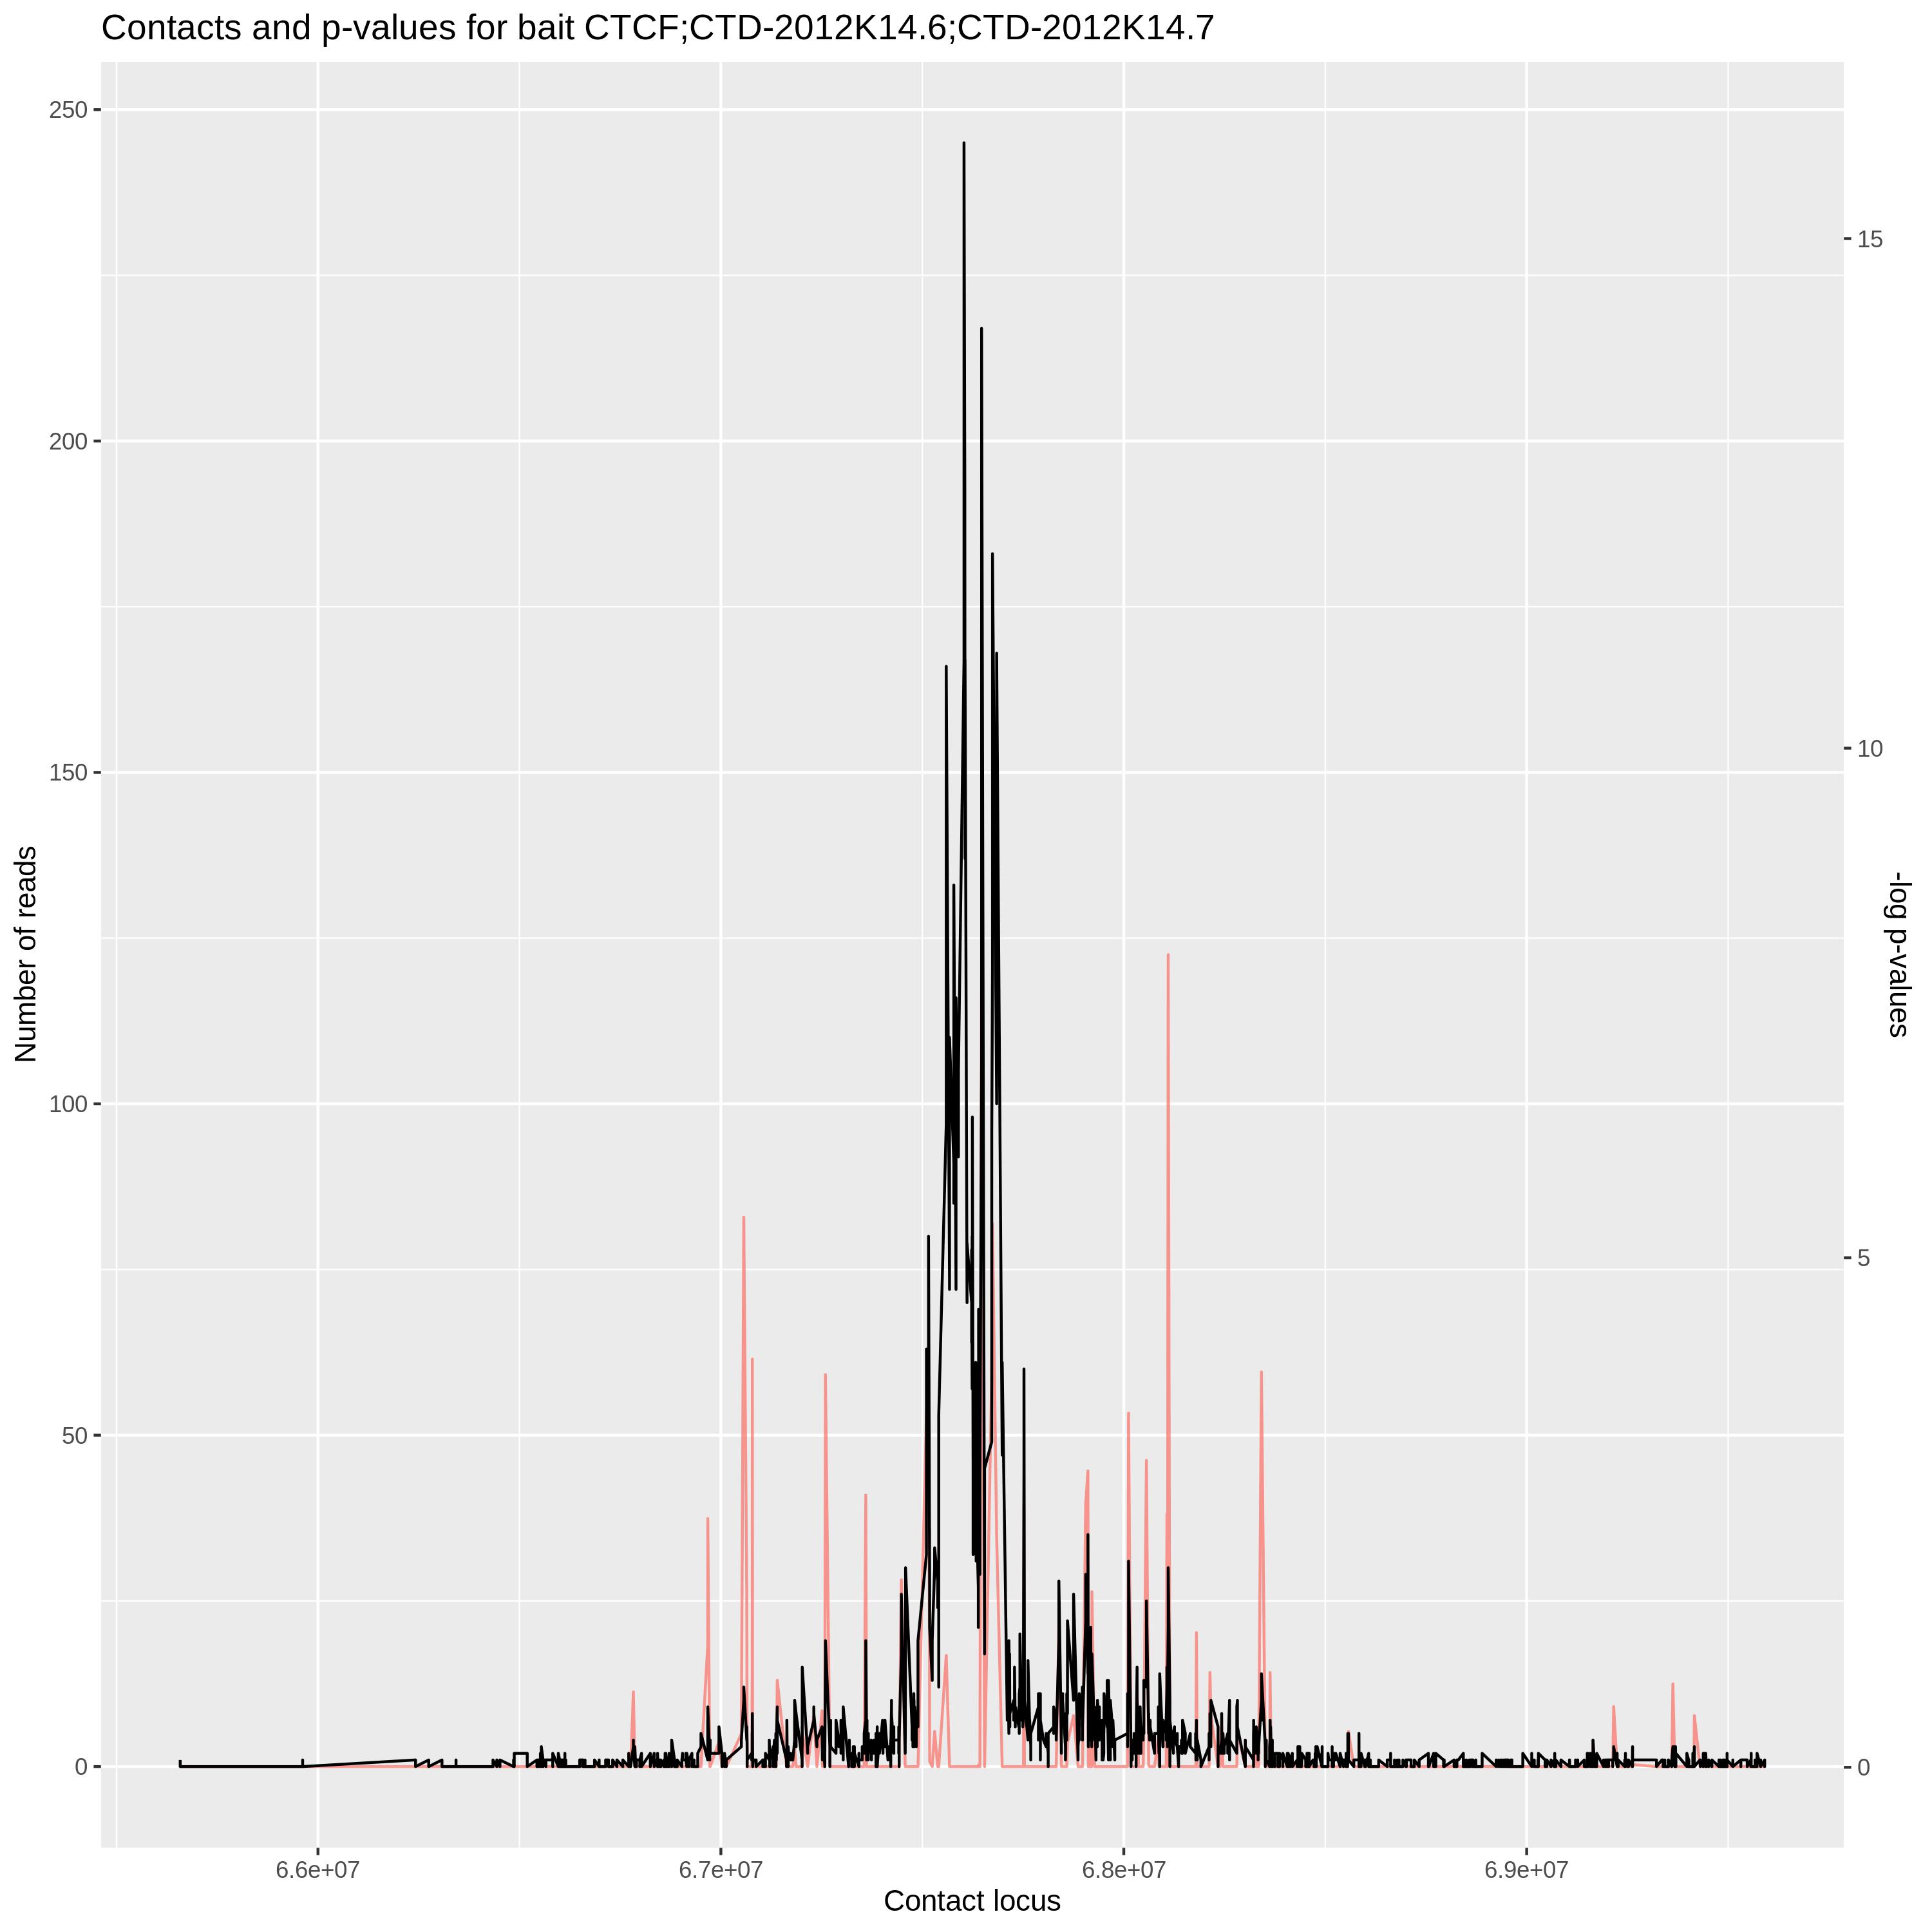 Contacts and p-values for bait CTCF;CTD-2012K14.6;CTD-2012K14.7
250
200
150
100
50
0
Number of reads
15
10
5
0
-log p-values
6.6e+07 6.7e+07 6.8e+07 6.9e+07
Contact locus